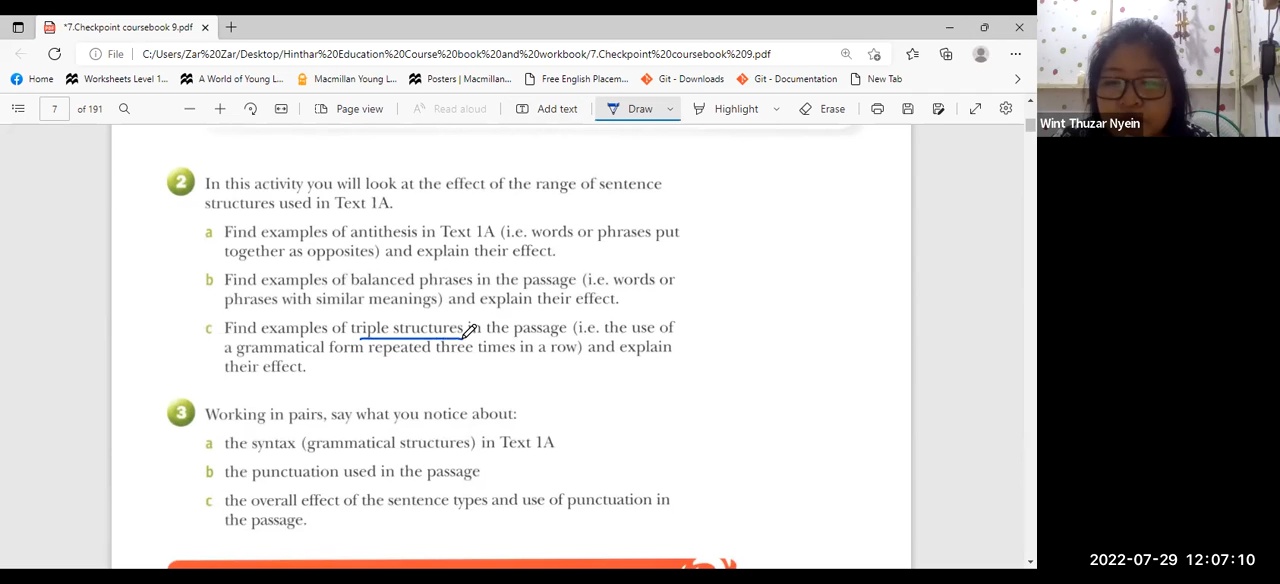 *7.Checkpoint coursebook 9.pdf
File C:/Users/Zar%20Zar/Desktop/Hinthar%20Education%20Course%20book%20and%20workbook/7.Checkpoint%20coursebook%209.pdf
Home Worksheets Level 1... A World of Young L... Macmillan Young L... Posters | Macmillan... Free English Placem... Git - Downloads Git - Documentation New Tab
7 of 191 Page view Read aloud Add text Draw Highlight Erase
Wint Thuzar Nyein
2 In this activity you will look at the effect of the range of sentence
structures used in Text 1A.
a Find examples of antithesis in Text 1A (i.e. words or phrases put
together as opposites) and explain their effect.
b Find examples of balanced phrases in the passage (i.e. words or
phrases with similar meanings) and explain their effect.
c Find examples of triple structures in the passage (i.e. the use of
a grammatical form repeated three times in a row) and explain
their effect.
3 Working in pairs, say what you notice about:
a the syntax (grammatical structures) in Text 1A
b the punctuation used in the passage
c the overall effect of the sentence types and use of punctuation in
the passage.
2022-07-29 12:07:10